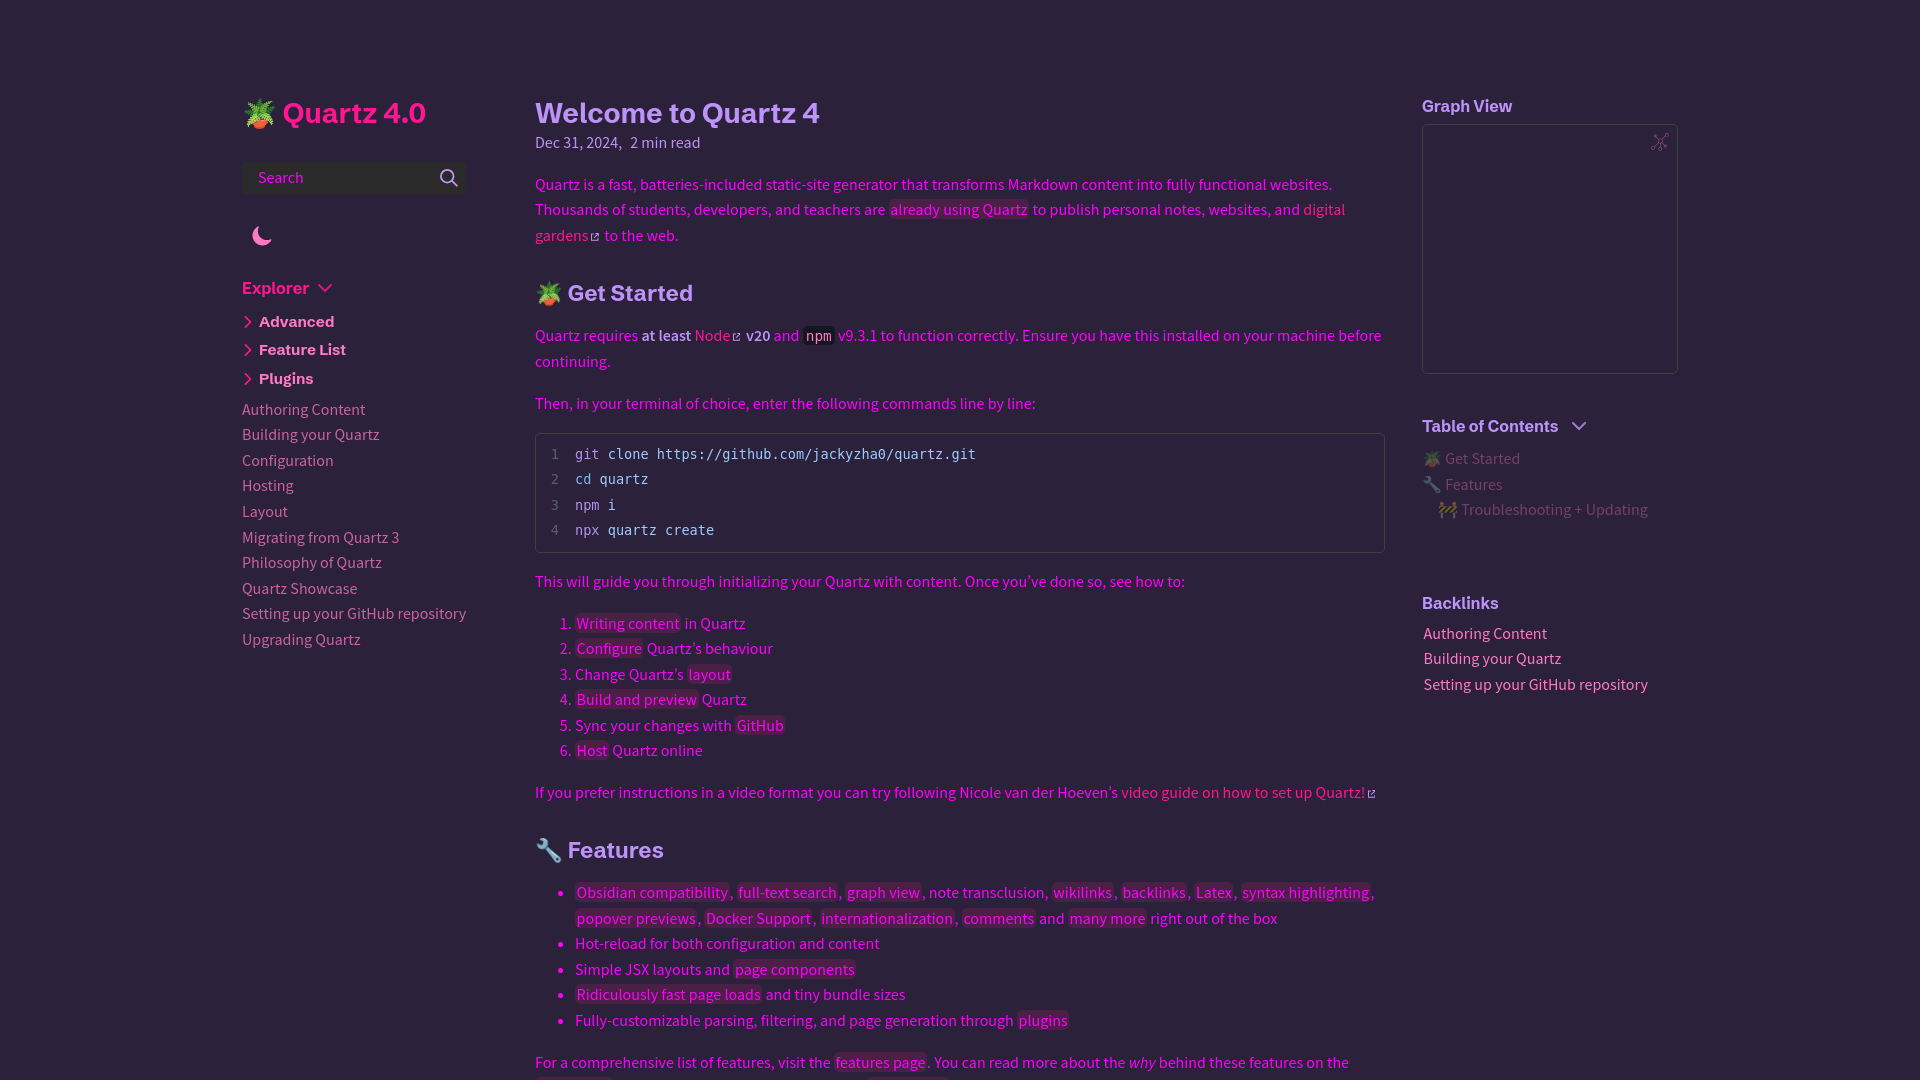 Quartz 4.0
Search
Explorer
Advanced
Feature List
Plugins
Authoring Content
Building your Quartz
Configuration
Hosting
Layout
Migrating from Quartz 3
Philosophy of Quartz
Quartz Showcase
Setting up your GitHub repository
Upgrading Quartz
Welcome to Quartz 4
Dec 31, 2024, 2 min read
Quartz is a fast, batteries-included static-site generator that transforms Markdown content into fully functional websites.
Thousands of students, developers, and teachers are already using Quartz to publish personal notes, websites, and digital
gardens to the web.
🪴 Get Started
Quartz requires at least Node v20 and npm v9.3.1 to function correctly. Ensure you have this installed on your machine before
continuing.
Then, in your terminal of choice, enter the following commands line by line:
1 git clone https://github.com/jackyzha0/quartz.git
2 cd quartz
3 npm i
4 npx quartz create
This will guide you through initializing your Quartz with content. Once you’ve done so, see how to:
1. Writing content in Quartz
2. Configure Quartz’s behaviour
3. Change Quartz’s layout
4. Build and preview Quartz
5. Sync your changes with GitHub
6. Host Quartz online
If you prefer instructions in a video format you can try following Nicole van der Hoeven’s video guide on how to set up Quartz!
🔧 Features
• Obsidian compatibility, full-text search, graph view, note transclusion, wikilinks, backlinks, Latex, syntax highlighting,
popover previews, Docker Support, internationalization, comments and many more right out of the box
• Hot-reload for both configuration and content
• Simple JSX layouts and page components
• Ridiculously fast page loads and tiny bundle sizes
• Fully-customizable parsing, filtering, and page generation through plugins
For a comprehensive list of features, visit the features page. You can read more about the why behind these features on the
Graph View
Table of Contents
🪴 Get Started
🔧 Features
🚧 Troubleshooting + Updating
Backlinks
Authoring Content
Building your Quartz
Setting up your GitHub repository